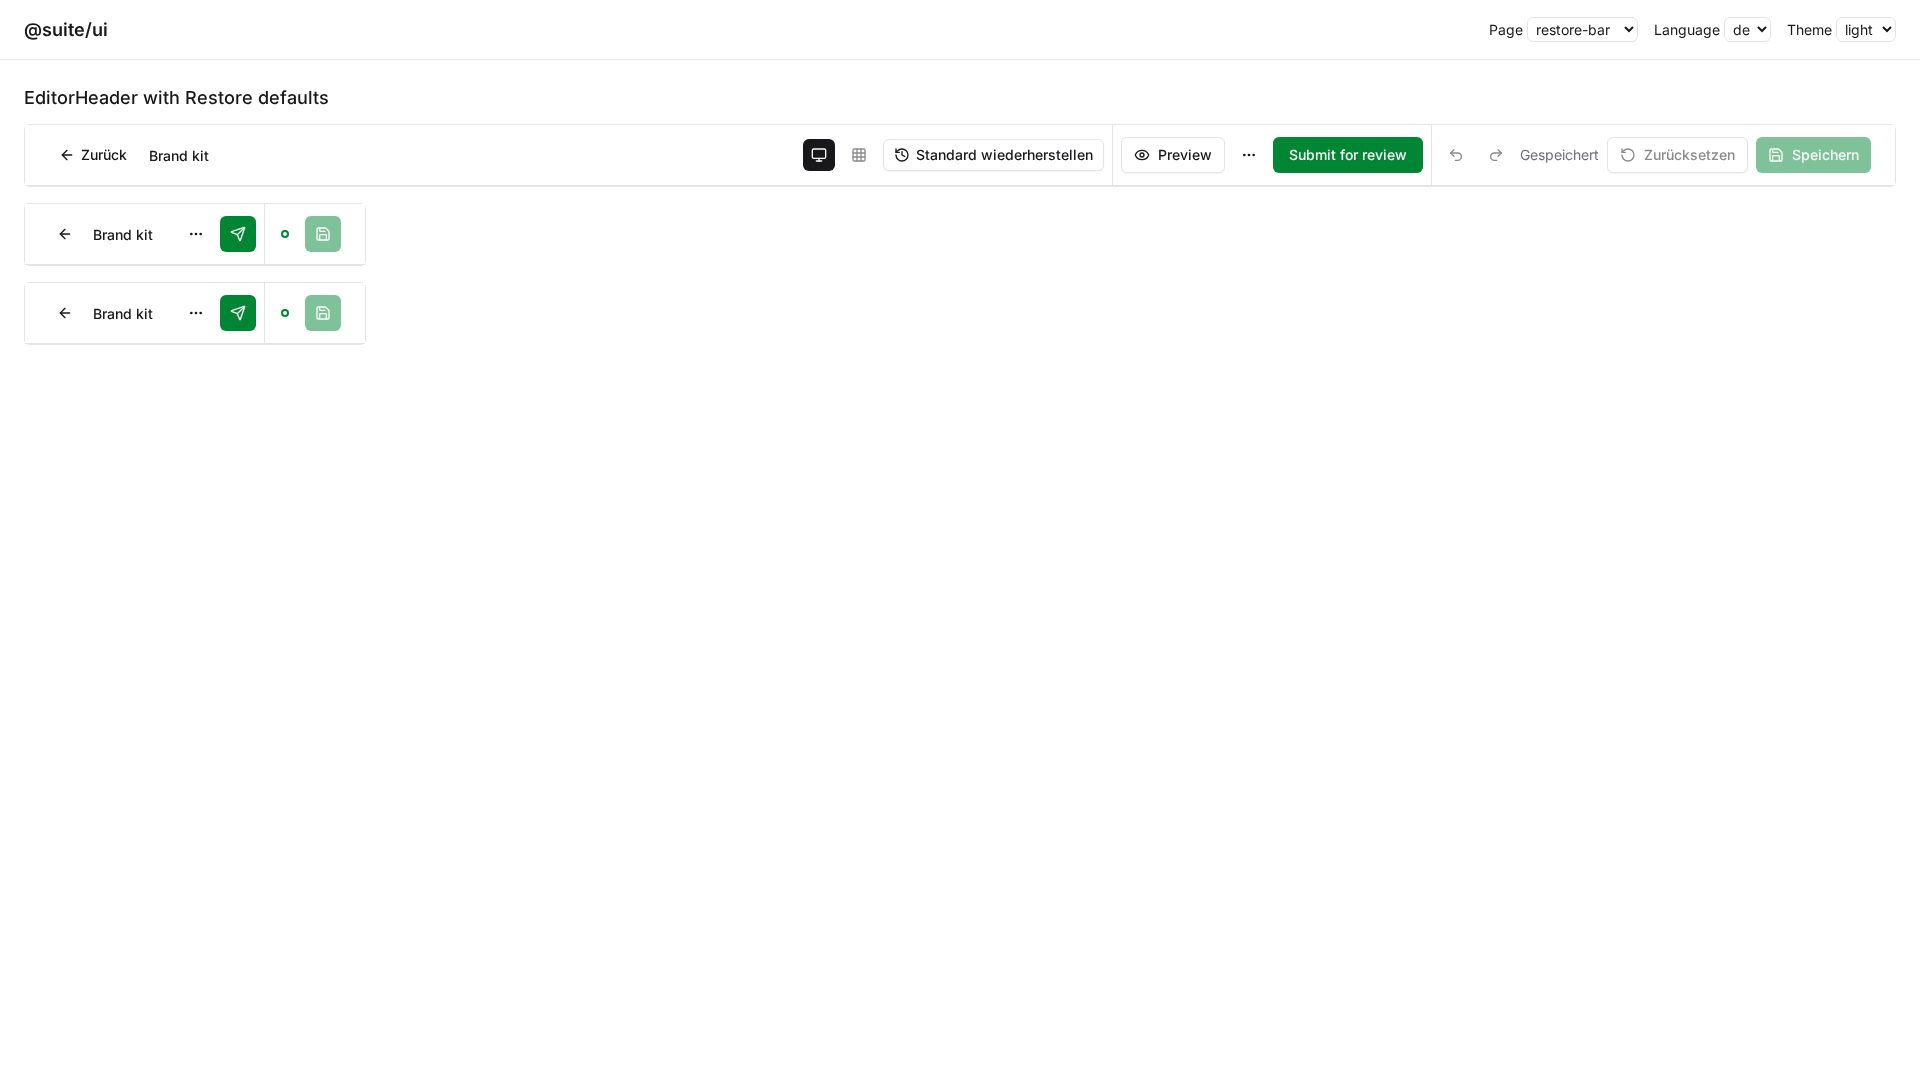 @suite/ui
Page restore-bar Language de Theme light
EditorHeader with Restore defaults
Zurück Brand kit Standard wiederherstellen Preview Submit for review Gespeichert Zurücksetzen Speichern
Brand kit
Brand kit